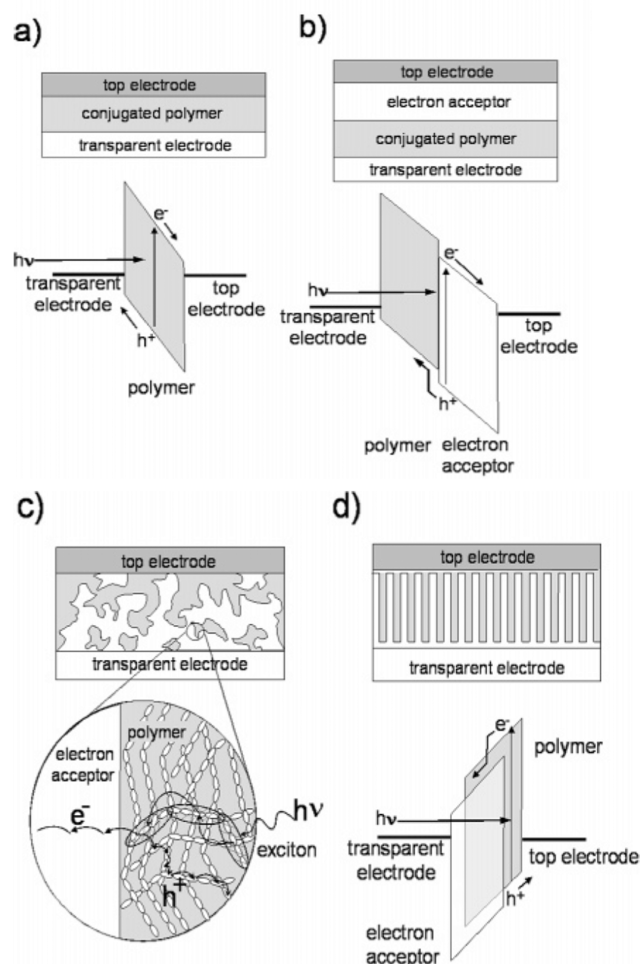 a)
top electrode
conjugated polymer
transparent electrode
e-
hν
transparent
electrode
top
electrode
h+
polymer
b)
top electrode
electron acceptor
conjugated polymer
transparent electrode
e-
hν
transparent
electrode
top
electrode
h+
polymer
electron
acceptor
c)
top electrode
transparent electrode
polymer
electron
acceptor
e-
hν
exciton
h+
d)
top electrode
transparent electrode
e-
polymer
hν
transparent
electrode
top electrode
h+
electron
acceptor